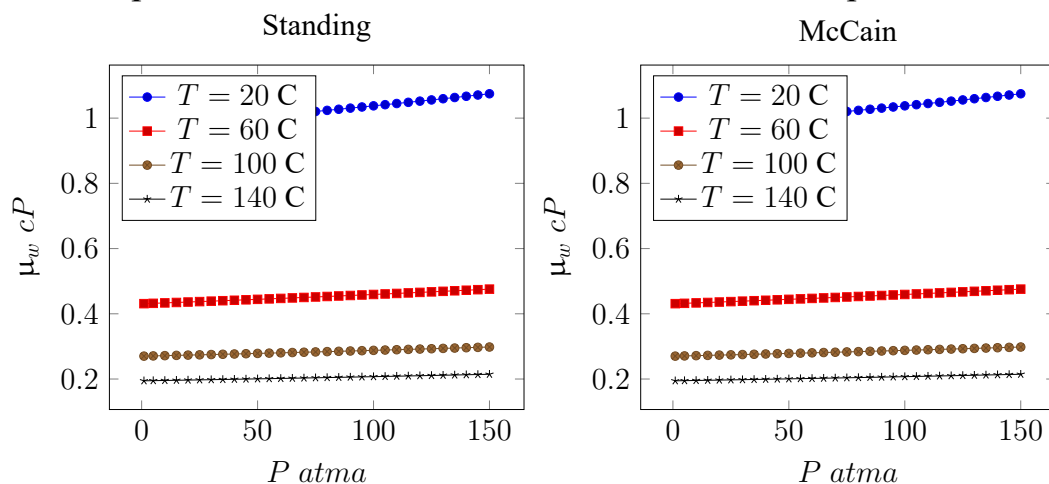 Standing
T = 20 C
T = 60 C
T = 100 C
T = 140 C
1
0.8
0.6
0.4
0.2
μw cP
0
50
100
150
P atma
McCain
T = 20 C
T = 60 C
T = 100 C
T = 140 C
1
0.8
0.6
0.4
0.2
μw cP
0
50
100
150
P atma